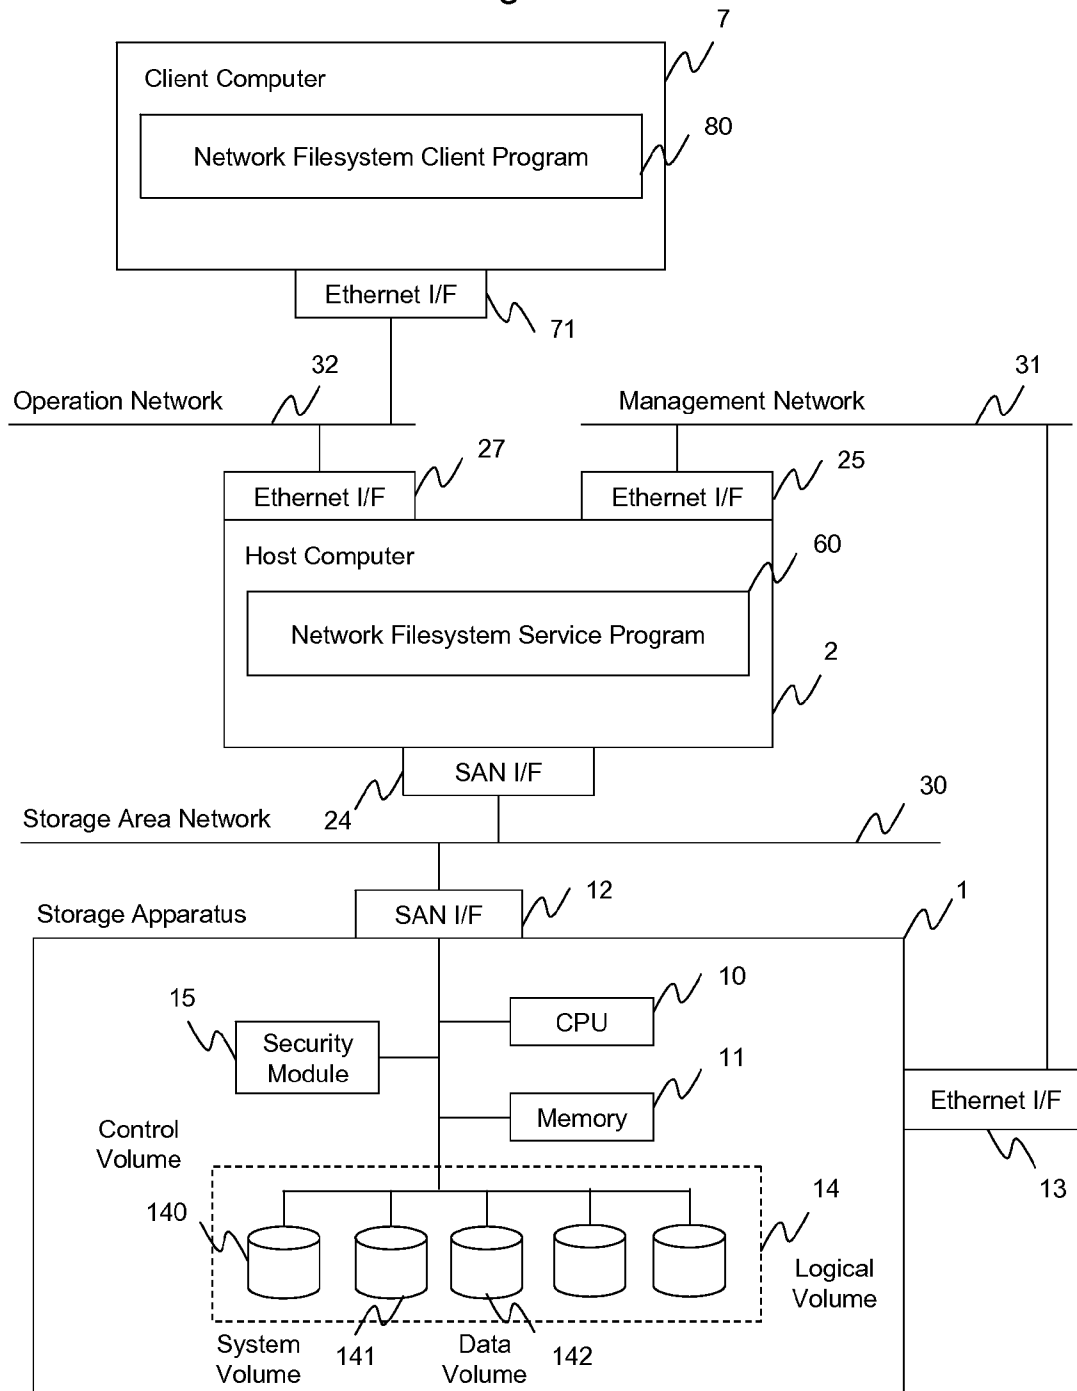 7
Client Computer
80
Network Filesystem Client Program
Ethernet I/F
71
32
31
Operation Network
Management Network
27
25
Ethernet I/F
Ethernet I/F
60
Host Computer
Network Filesystem Service Program
2
SAN I/F
24
30
Storage Area Network
12
1
SAN I/F
Storage Apparatus
10
15
CPU
Security
Module
11
Memory
Ethernet I/F
Control
Volume
13
14
140
Logical
Volume
System
Volume
141
Data
Volume
142